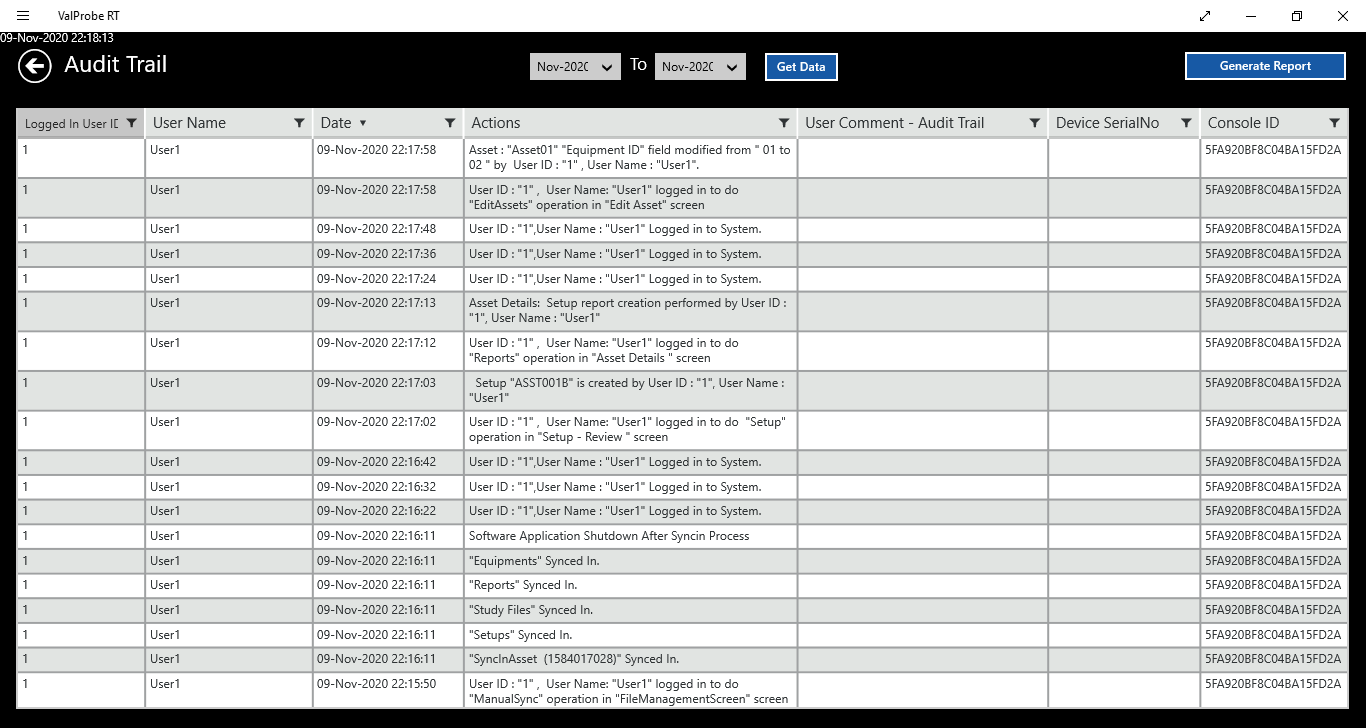 ValProbe RT
09-Nov-2020 22:18:13
Audit Trail
Nov-202 To Nov-202 Get Data Generate Report
Logged In User ID User Name Date Actions User Comment - Audit Trail Device SerialNo Console ID
1 User1 09-Nov-2020 22:17:58 Asset : "Asset01" "Equipment ID" field modified from " 01 to 5FA920BF8C04BA15FD2A
02 " by User ID : "1" , User Name : "User1".
1 User1 09-Nov-2020 22:17:58 User ID : "1" , User Name: "User1" logged in to do 5FA920BF8C04BA15FD2A
"EditAssets" operation in "Edit Asset" screen
1 User1 09-Nov-2020 22:17:48 User ID : "1",User Name : "User1" Logged in to System. 5FA920BF8C04BA15FD2A
1 User1 09-Nov-2020 22:17:36 User ID : "1",User Name : "User1" Logged in to System. 5FA920BF8C04BA15FD2A
1 User1 09-Nov-2020 22:17:24 User ID : "1",User Name : "User1" Logged in to System. 5FA920BF8C04BA15FD2A
1 User1 09-Nov-2020 22:17:13 Asset Details: Setup report creation performed by User ID : 5FA920BF8C04BA15FD2A
"1", User Name : "User1"
1 User1 09-Nov-2020 22:17:12 User ID : "1" , User Name: "User1" logged in to do 5FA920BF8C04BA15FD2A
"Reports" operation in "Asset Details " screen
1 User1 09-Nov-2020 22:17:03 Setup "ASST001B" is created by User ID : "1", User Name : 5FA920BF8C04BA15FD2A
"User1"
1 User1 09-Nov-2020 22:17:02 User ID : "1" , User Name: "User1" logged in to do "Setup" 5FA920BF8C04BA15FD2A
operation in "Setup - Review " screen
1 User1 09-Nov-2020 22:16:42 User ID : "1",User Name : "User1" Logged in to System. 5FA920BF8C04BA15FD2A
1 User1 09-Nov-2020 22:16:32 User ID : "1",User Name : "User1" Logged in to System. 5FA920BF8C04BA15FD2A
1 User1 09-Nov-2020 22:16:22 User ID : "1",User Name : "User1" Logged in to System. 5FA920BF8C04BA15FD2A
1 User1 09-Nov-2020 22:16:11 Software Application Shutdown After Syncin Process 5FA920BF8C04BA15FD2A
1 User1 09-Nov-2020 22:16:11 "Equipments" Synced In. 5FA920BF8C04BA15FD2A
1 User1 09-Nov-2020 22:16:11 "Reports" Synced In. 5FA920BF8C04BA15FD2A
1 User1 09-Nov-2020 22:16:11 "Study Files" Synced In. 5FA920BF8C04BA15FD2A
1 User1 09-Nov-2020 22:16:11 "Setups" Synced In. 5FA920BF8C04BA15FD2A
1 User1 09-Nov-2020 22:16:11 "SyncInAsset (1584017028)" Synced In. 5FA920BF8C04BA15FD2A
1 User1 09-Nov-2020 22:15:50 User ID : "1" , User Name: "User1" logged in to do 5FA920BF8C04BA15FD2A
"ManualSync" operation in "FileManagementScreen" screen